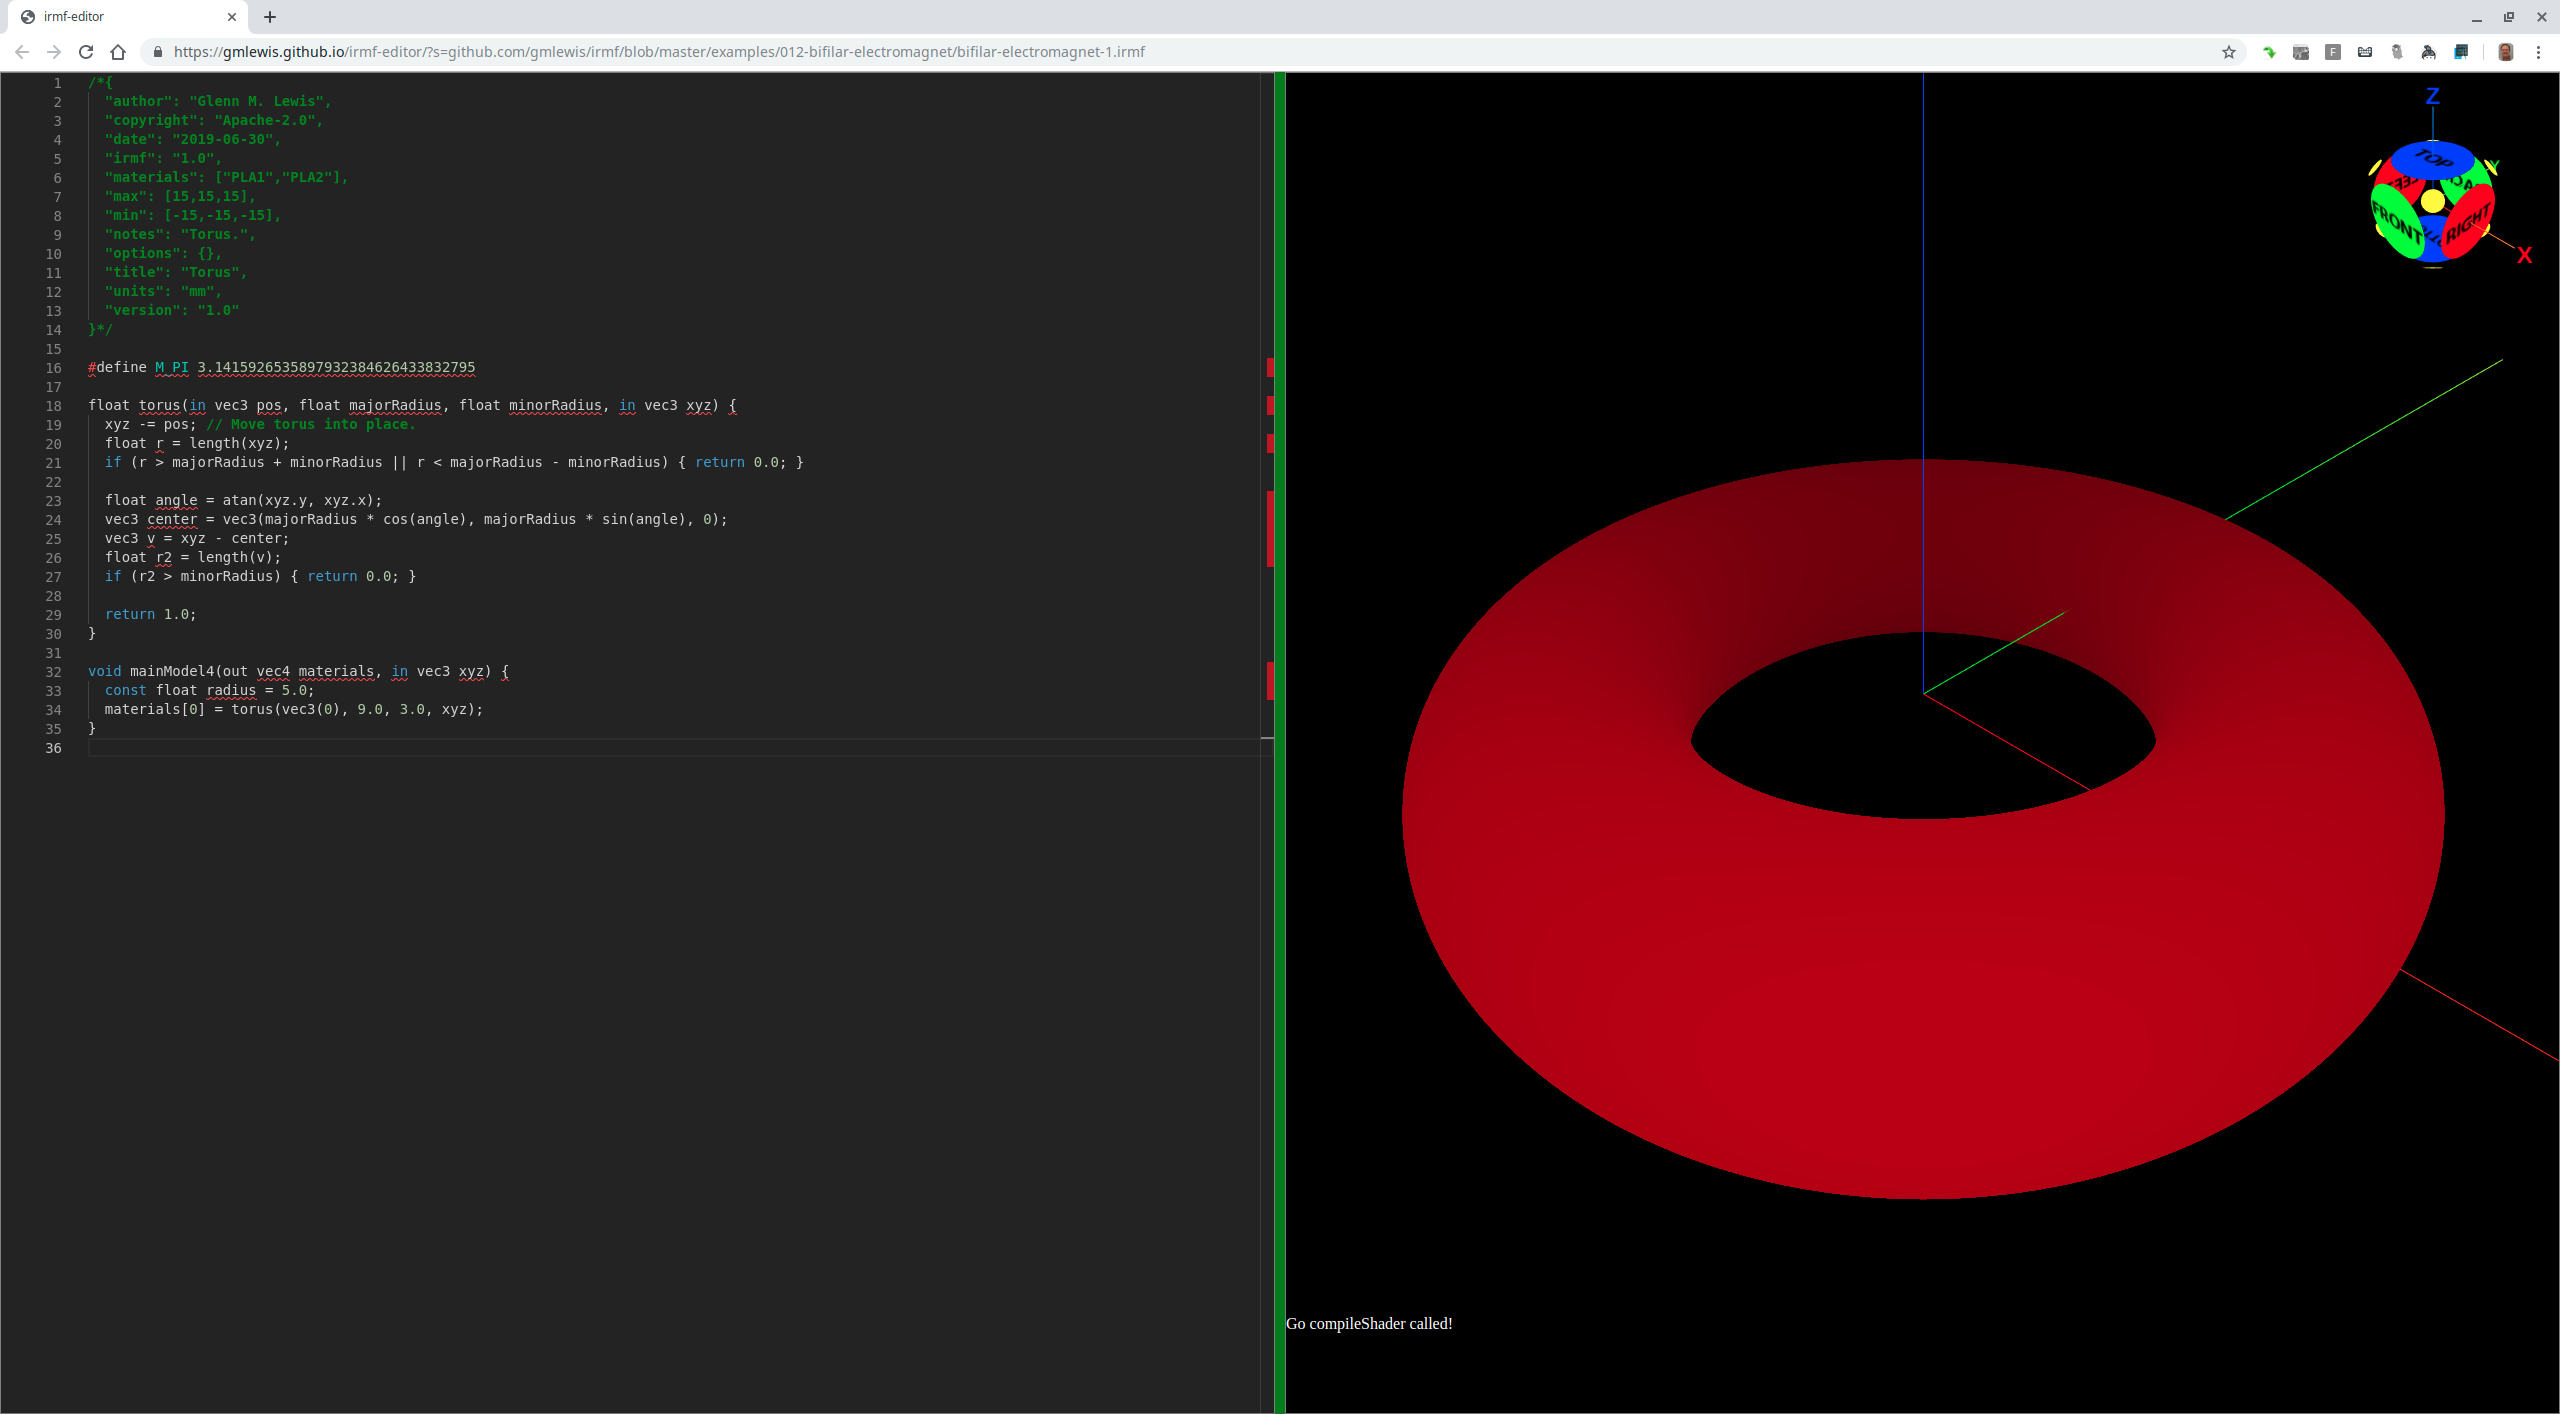 irmf-editor
https://gmlewis.github.io/irmf-editor/?s=github.com/gmlewis/irmf/blob/master/examples/012-bifilar-electromagnet/bifilar-electromagnet-1.irmf
F
1 /*{
2 "author": "Glenn M. Lewis",
3 "copyright": "Apache-2.0",
4 "date": "2019-06-30",
5 "irmf": "1.0",
6 "materials": ["PLA1","PLA2"],
7 "max": [15,15,15],
8 "min": [-15,-15,-15],
9 "notes": "Torus.",
10 "options": {},
11 "title": "Torus",
12 "units": "mm",
13 "version": "1.0"
14 }*/
15
16 #define M_PI 3.1415926535897932384626433832795
17
18 float torus(in vec3 pos, float majorRadius, float minorRadius, in vec3 xyz) {
19 xyz -= pos; // Move torus into place.
20 float r = length(xyz);
21 if (r > majorRadius + minorRadius || r < majorRadius - minorRadius) { return 0.0; }
22
23 float angle = atan(xyz.y, xyz.x);
24 vec3 center = vec3(majorRadius * cos(angle), majorRadius * sin(angle), 0);
25 vec3 v = xyz - center;
26 float r2 = length(v);
27 if (r2 > minorRadius) { return 0.0; }
28
29 return 1.0;
30 }
31
32 void mainModel4(out vec4 materials, in vec3 xyz) {
33 const float radius = 5.0;
34 materials[0] = torus(vec3(0), 9.0, 3.0, xyz);
35 }
36
Z
TOP
Y
FRONT
RIGHT
X
Go compileShader called!